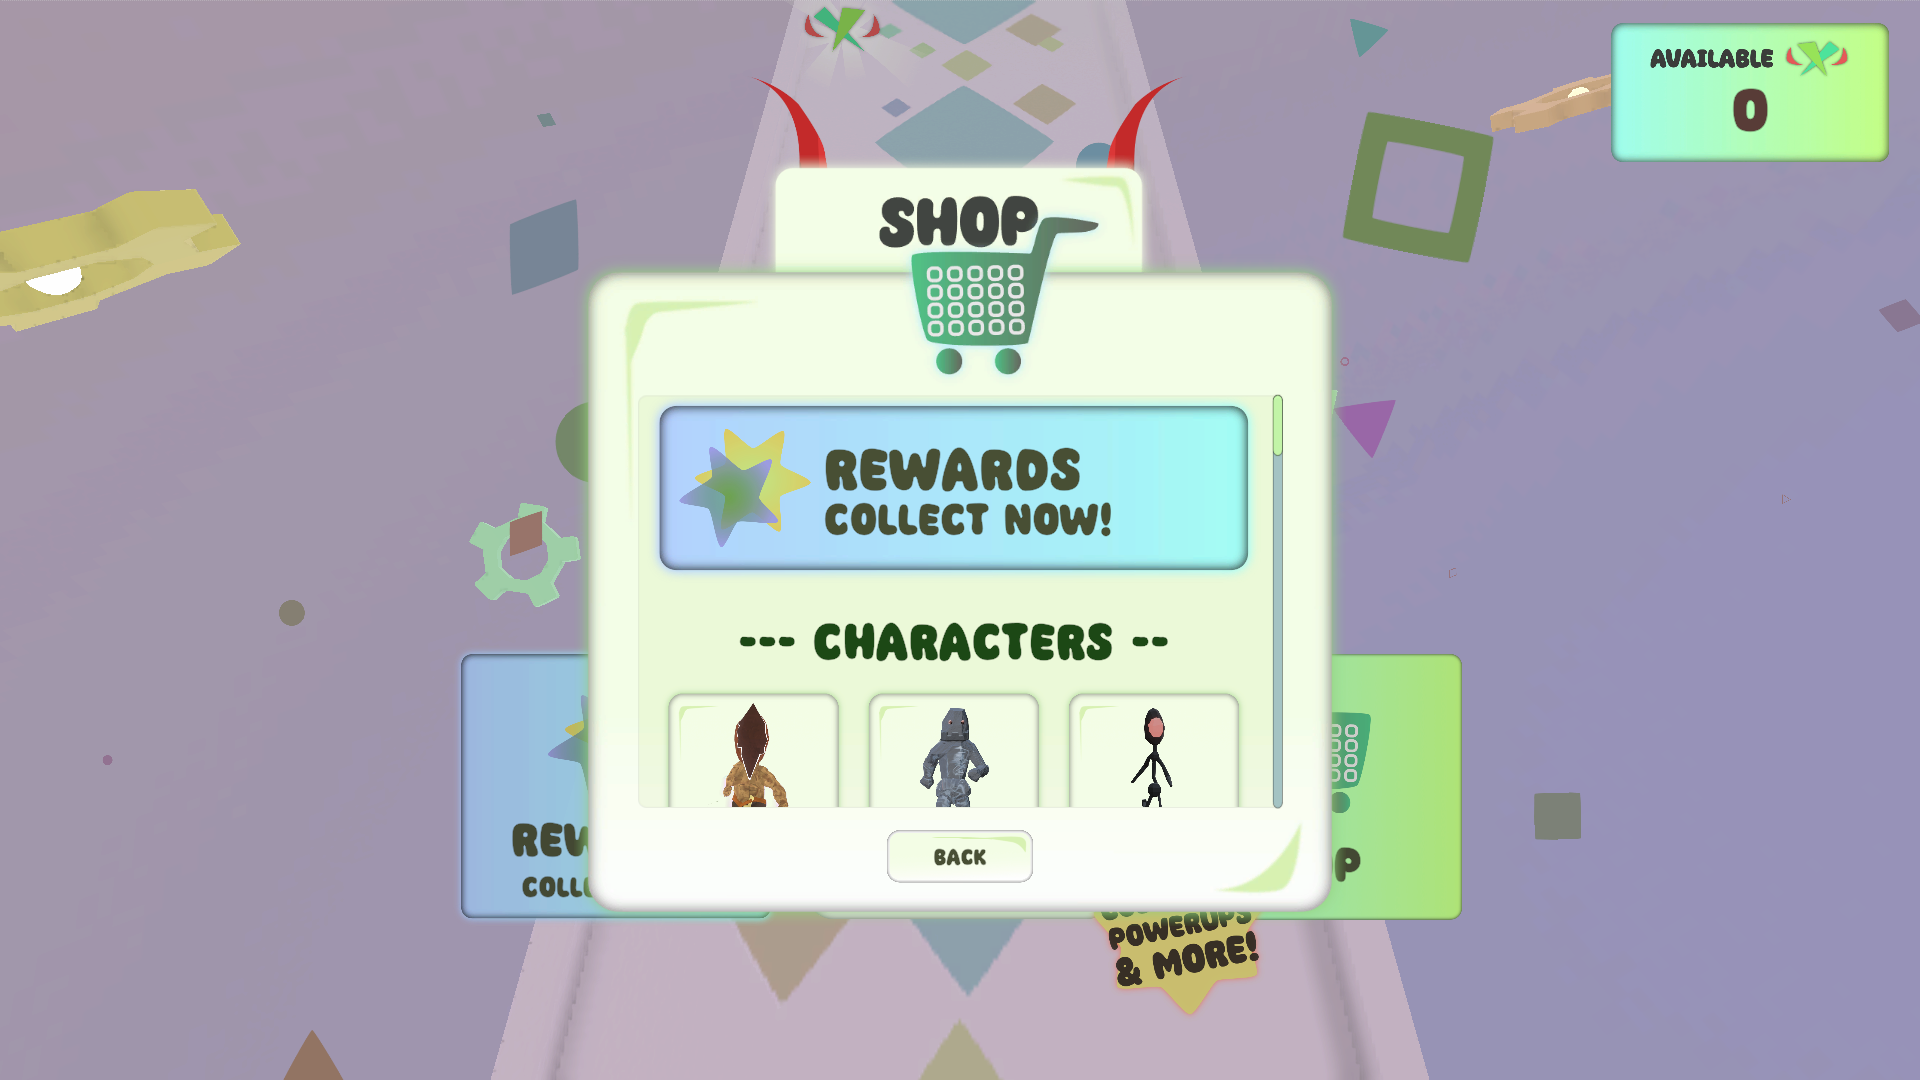 AVAILABLE
0
SHOP
REWARDS
COLLECT NOW!
--- CHARACTERS --
BACK
POWERUPS
& MORE!